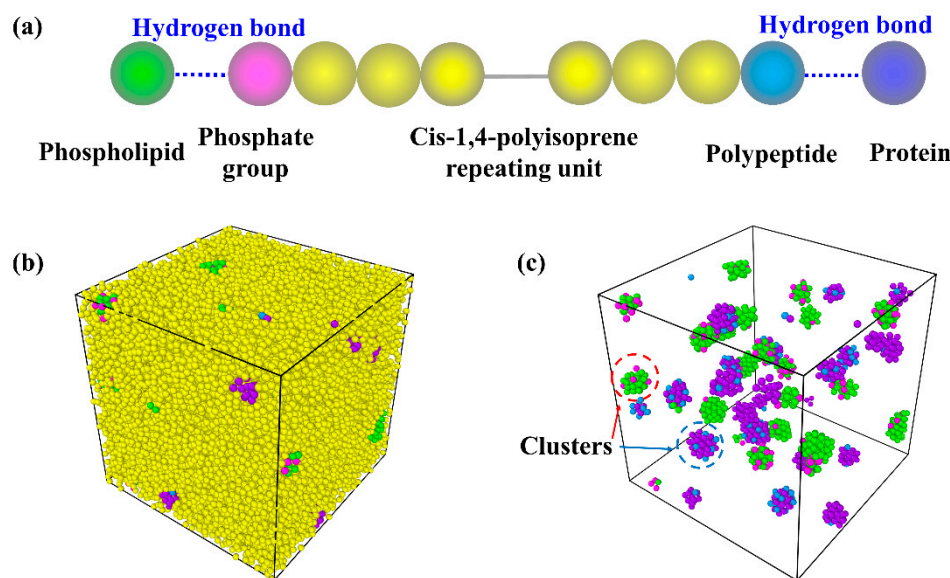 (a)
Hydrogen bond
Hydrogen bond
Phospholipid
Phosphate
group
Cis-1,4-polyisoprene
repeating unit
Polypeptide
Protein
(b)
(c)
Clusters